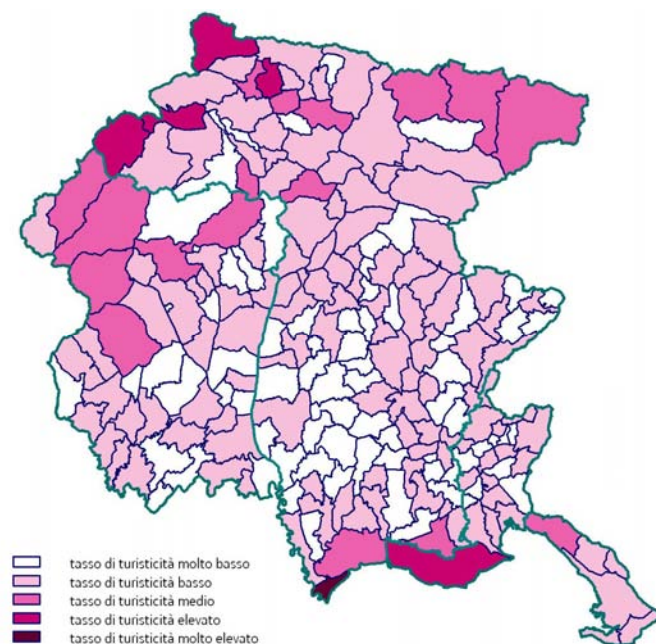 tasso di turisticità molto basso
tasso di turisticità basso
tasso di turisticità medio
tasso di turisticità elevato
tasso di turisticità molto elevato